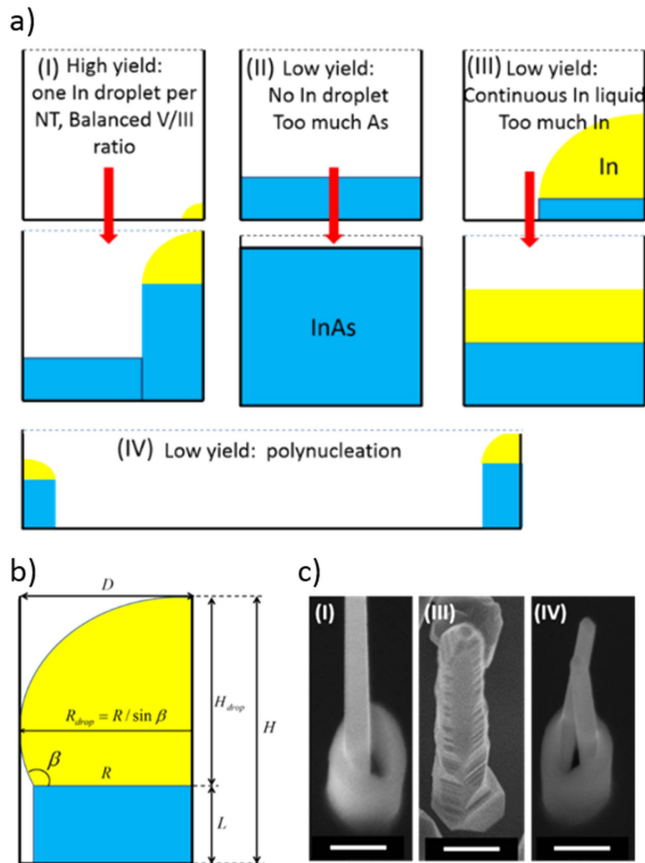 a)
(I) High yield:
one In droplet per
NT, Balanced V/III
ratio
(II) Low yield:
No In droplet
Too much As
(III) Low yield:
Continuous In liquid
Too much In
In
InAs
(IV) Low yield: polynucleation
b)
D
R_drop = R / sin β
H_drop
H
β
R
L
c)
(I)
(III)
(IV)